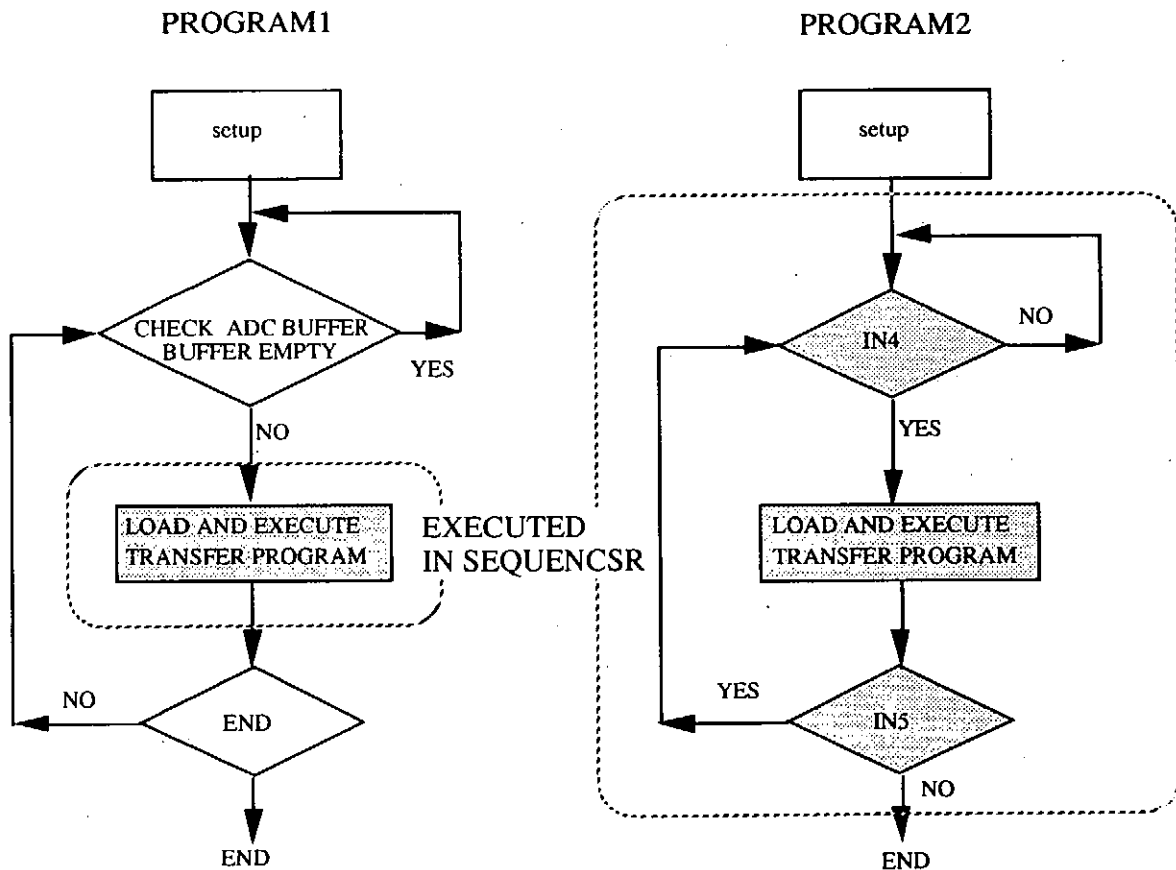 PROGRAM1
setup
CHECK ADC BUFFER
BUFFER EMPTY
YES
NO
LOAD AND EXECUTE
TRANSFER PROGRAM
EXECUTED
IN SEQUENCSR
NO
END
END
PROGRAM2
setup
IN4
NO
YES
LOAD AND EXECUTE
TRANSFER PROGRAM
YES
IN5
NO
END